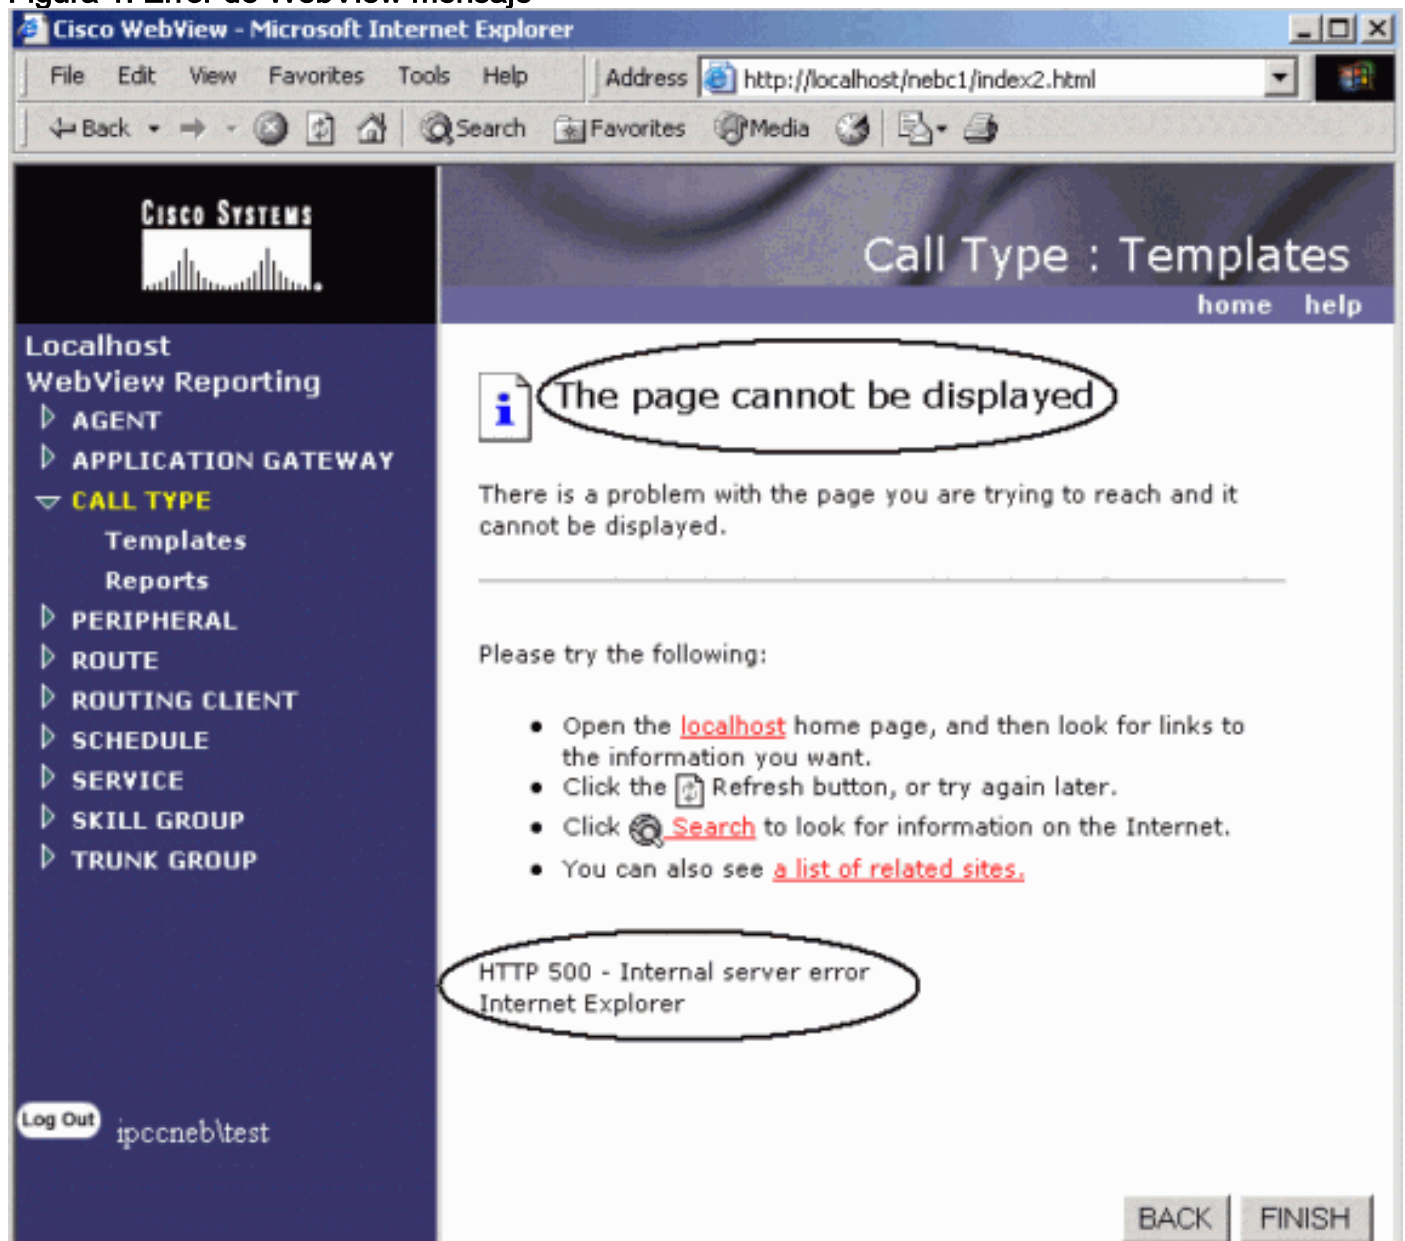 Figura 1. Error de WebView mensaje
Cisco WebView - Microsoft Internet Explorer
File Edit View Favorites Tools Help Address http://localhost/nebc1/index2.html
Back Search Favorites Media
CISCO SYSTEMS
Call Type : Templates
home help
Localhost
WebView Reporting
AGENT
APPLICATION GATEWAY
CALL TYPE
Templates
Reports
PERIPHERAL
ROUTE
ROUTING CLIENT
SCHEDULE
SERVICE
SKILL GROUP
TRUNK GROUP
Log Out ipccneb\test
The page cannot be displayed
There is a problem with the page you are trying to reach and it
cannot be displayed.
Please try the following:
• Open the localhost home page, and then look for links to
the information you want.
• Click the Refresh button, or try again later.
• Click Search to look for information on the Internet.
• You can also see a list of related sites.
HTTP 500 - Internal server error
Internet Explorer
BACK FINISH